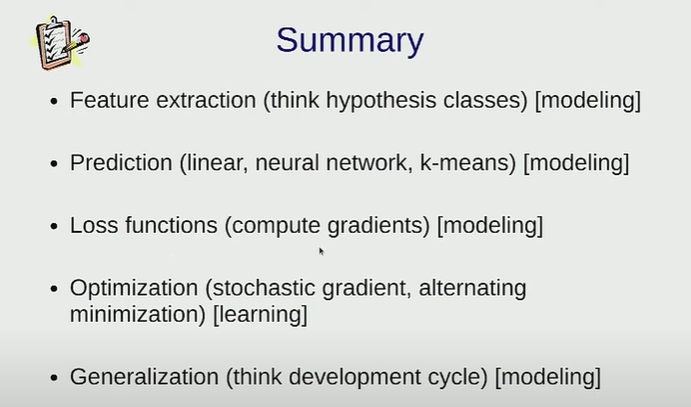 Summary
• Feature extraction (think hypothesis classes) [modeling]
• Prediction (linear, neural network, k-means) [modeling]
• Loss functions (compute gradients) [modeling]
• Optimization (stochastic gradient, alternating
minimization) [learning]
• Generalization (think development cycle) [modeling]